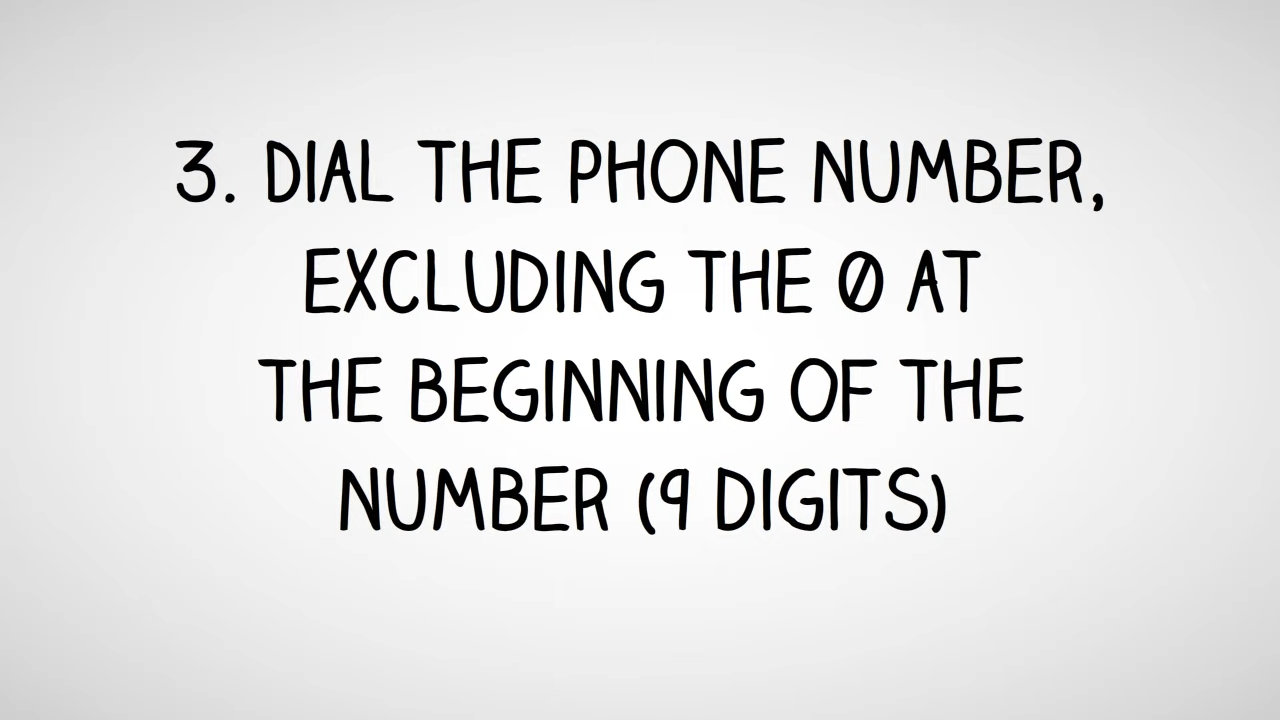 3. DIAL THE PHONE NUMBER,
EXCLUDING THE 0 AT
THE BEGINNING OF THE
NUMBER (9 DIGITS)